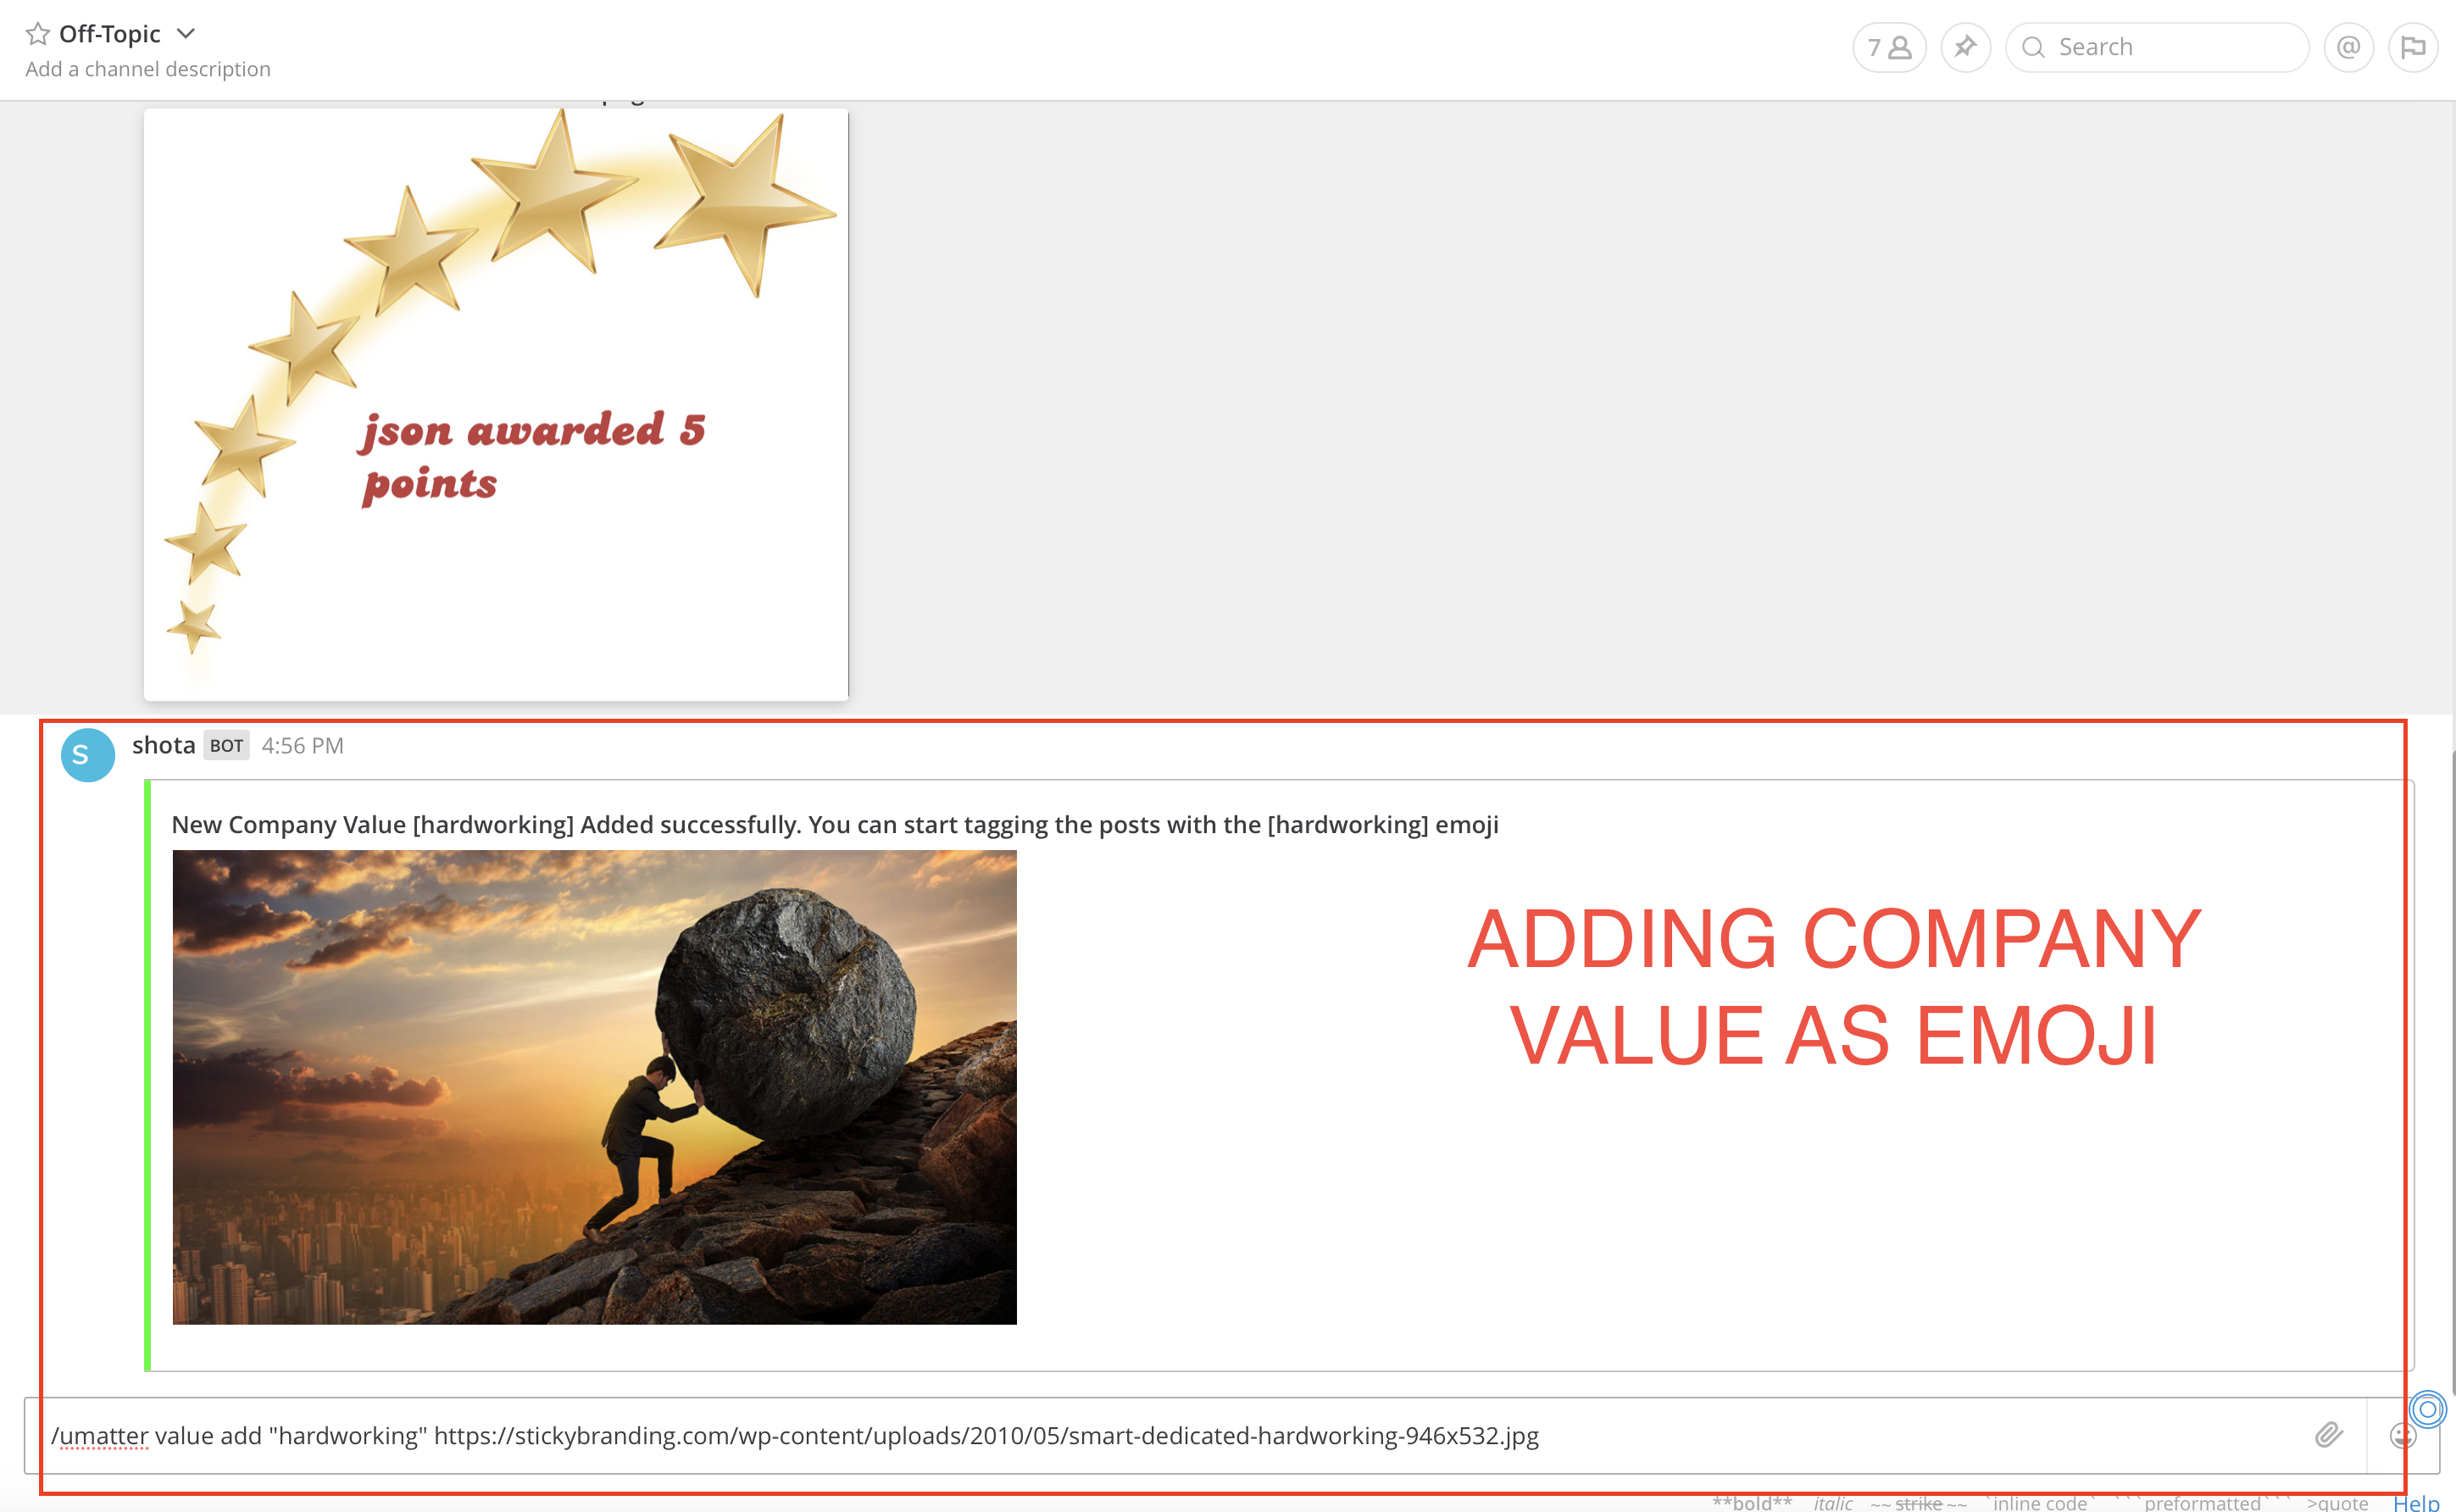 Off-Topic
Add a channel description
7
Search
@
json awarded 5
points
S
shota BOT 4:56 PM
New Company Value [hardworking] Added successfully. You can start tagging the posts with the [hardworking] emoji
ADDING COMPANY
VALUE AS EMOJI
/umatter value add "hardworking" https://stickybranding.com/wp-content/uploads/2010/05/smart-dedicated-hardworking-946x532.jpg
**bold** italic ~~strike~~ `inline code` ```preformatted``` >quote Help